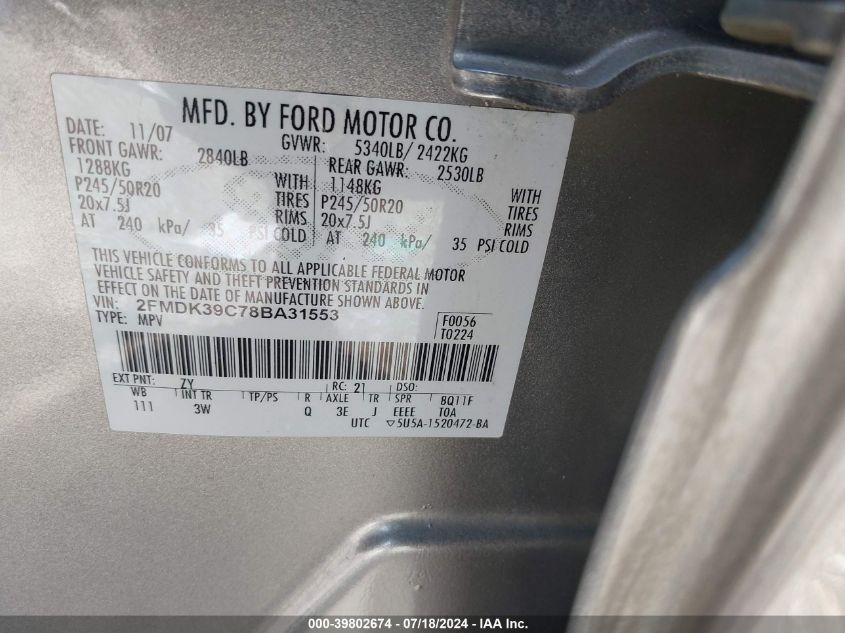 MFD. BY FORD MOTOR CO.
DATE: 11/07 GVWR: 5340LB/ 2422KG
FRONT GAWR: 2840LB REAR GAWR: 2530LB
1288KG WITH 1148KG WITH
P245/50R20 TIRES P245/50R20 TIRES
20x7.5J RIMS 20x7.5J RIMS
AT 240 kPa/ 35 PSI COLD AT 240 kPa/ 35 PSI COLD
THIS VEHICLE CONFORMS TO ALL APPLICABLE FEDERAL MOTOR
VEHICLE SAFETY AND THEFT PREVENTION STANDARDS IN
EFFECT ON THE DATE OF MANUFACTURE SHOWN ABOVE.
VIN: 2FMDK39C78BA31553 F0056
TYPE: MPV T0224
EXT PNT: ZY RC: 21 DSO:
WB INT TR TP/PS R AXLE TR SPR BQ11F
111 3W Q 3E J EEEE T0A
UTC ▽5U5A-1520472-BA
000-39802674 - 07/18/2024 - IAAI, Inc.